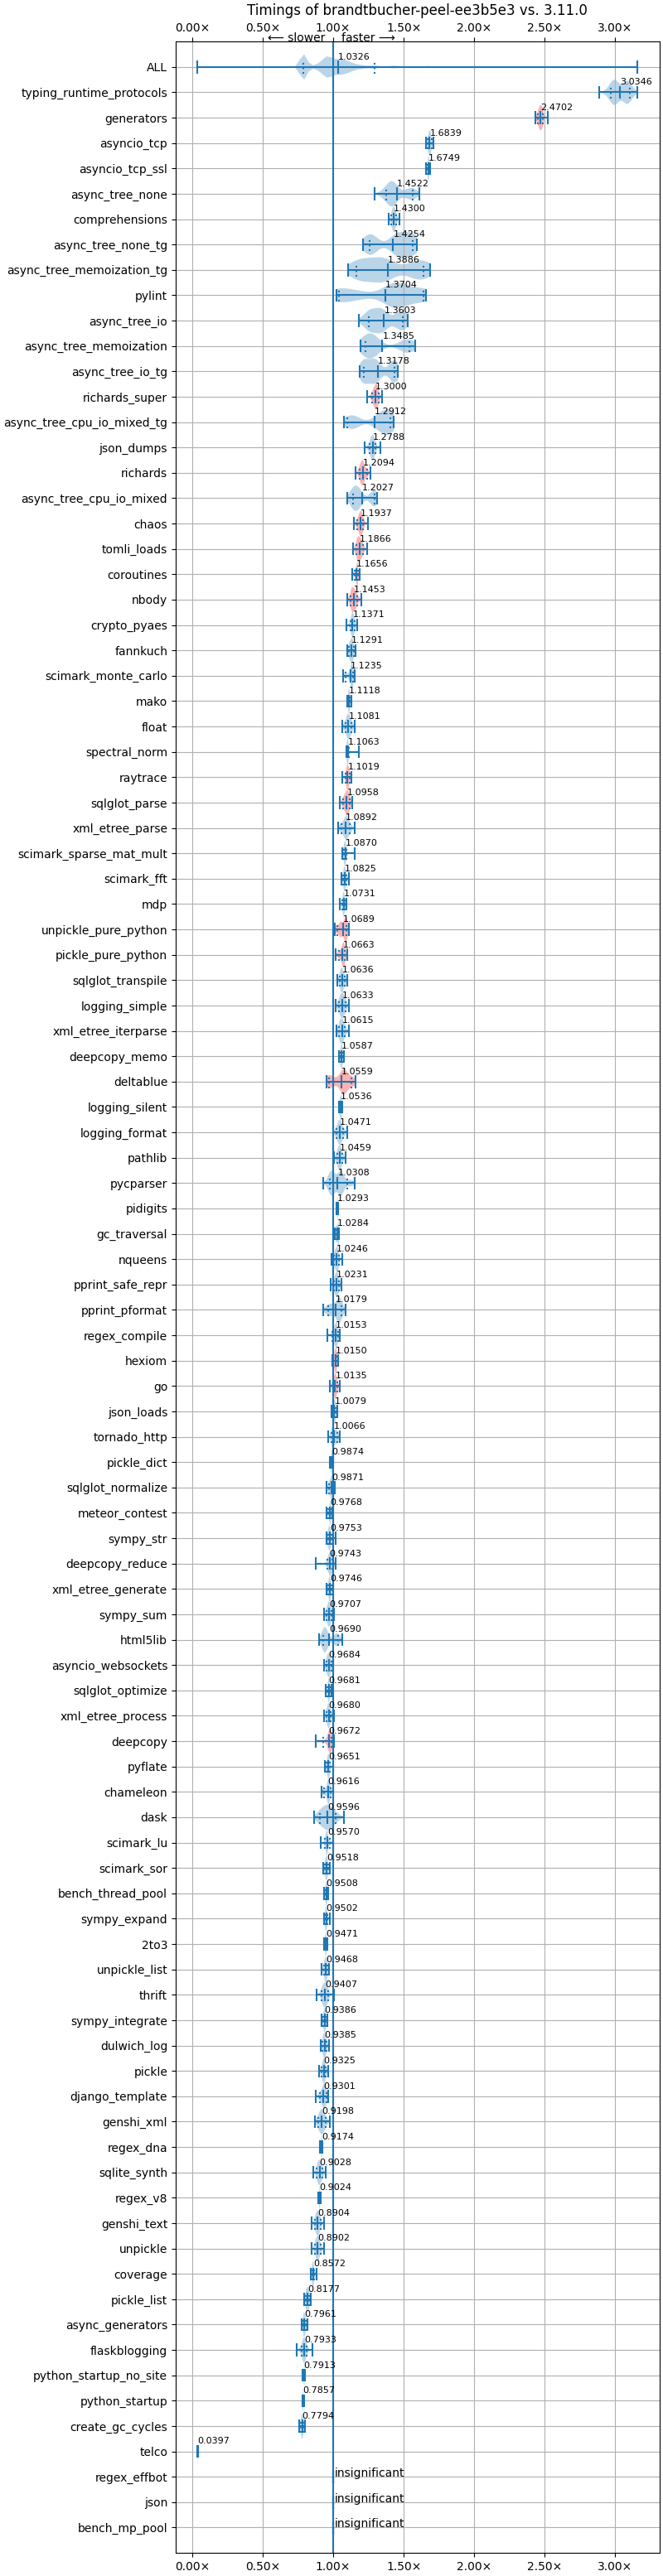 Timings of brandtbucher-peel-ee3b5e3 vs. 3.11.0
0.00× 0.50× 1.00× 1.50× 2.00× 2.50× 3.00×
⟵ slower faster ⟶
ALL 1.0326
typing_runtime_protocols 3.0346
generators 2.4702
asyncio_tcp 1.6839
asyncio_tcp_ssl 1.6749
async_tree_none 1.4522
comprehensions 1.4300
async_tree_none_tg 1.4254
async_tree_memoization_tg 1.3886
pylint 1.3704
async_tree_io 1.3603
async_tree_memoization 1.3485
async_tree_io_tg 1.3178
richards_super 1.3000
async_tree_cpu_io_mixed_tg 1.2912
json_dumps 1.2788
richards 1.2094
async_tree_cpu_io_mixed 1.2027
chaos 1.1937
tomli_loads 1.1866
coroutines 1.1656
nbody 1.1453
crypto_pyaes 1.1371
fannkuch 1.1291
scimark_monte_carlo 1.1235
mako 1.1118
float 1.1081
spectral_norm 1.1063
raytrace 1.1019
sqlglot_parse 1.0958
xml_etree_parse 1.0892
scimark_sparse_mat_mult 1.0870
scimark_fft 1.0825
mdp 1.0731
unpickle_pure_python 1.0689
pickle_pure_python 1.0663
sqlglot_transpile 1.0636
logging_simple 1.0633
xml_etree_iterparse 1.0615
deepcopy_memo 1.0587
deltablue 1.0559
logging_silent 1.0536
logging_format 1.0471
pathlib 1.0459
pycparser 1.0308
pidigits 1.0293
gc_traversal 1.0284
nqueens 1.0246
pprint_safe_repr 1.0231
pprint_pformat 1.0179
regex_compile 1.0153
hexiom 1.0150
go 1.0135
json_loads 1.0079
tornado_http 1.0066
pickle_dict 0.9874
sqlglot_normalize 0.9871
meteor_contest 0.9768
sympy_str 0.9753
deepcopy_reduce 0.9743
xml_etree_generate 0.9746
sympy_sum 0.9707
html5lib 0.9690
asyncio_websockets 0.9684
sqlglot_optimize 0.9681
xml_etree_process 0.9680
deepcopy 0.9672
pyflate 0.9651
chameleon 0.9616
dask 0.9596
scimark_lu 0.9570
scimark_sor 0.9518
bench_thread_pool 0.9508
sympy_expand 0.9502
2to3 0.9471
unpickle_list 0.9468
thrift 0.9407
sympy_integrate 0.9386
dulwich_log 0.9385
pickle 0.9325
django_template 0.9301
genshi_xml 0.9198
regex_dna 0.9174
sqlite_synth 0.9028
regex_v8 0.9024
genshi_text 0.8904
unpickle 0.8902
coverage 0.8572
pickle_list 0.8177
async_generators 0.7961
flaskblogging 0.7933
python_startup_no_site 0.7913
python_startup 0.7857
create_gc_cycles 0.7794
telco 0.0397
regex_effbot insignificant
json insignificant
bench_mp_pool insignificant
0.00× 0.50× 1.00× 1.50× 2.00× 2.50× 3.00×